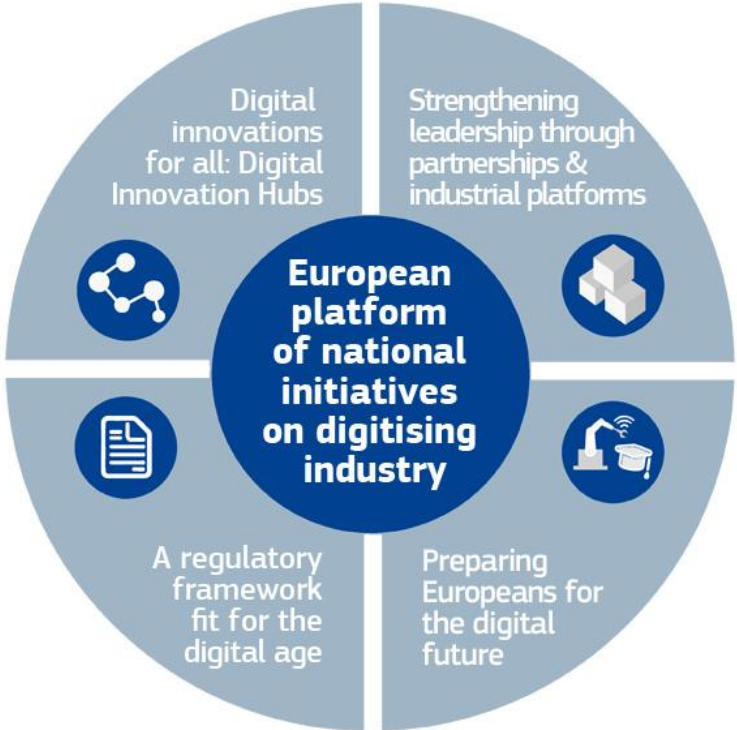 Digital
innovations
for all: Digital
Innovation Hubs
Strengthening
leadership through
partnerships &
industrial platforms
European
platform
of national
initiatives
on digitising
industry
A regulatory
framework
fit for the
digital age
Preparing
Europeans for
the digital
future